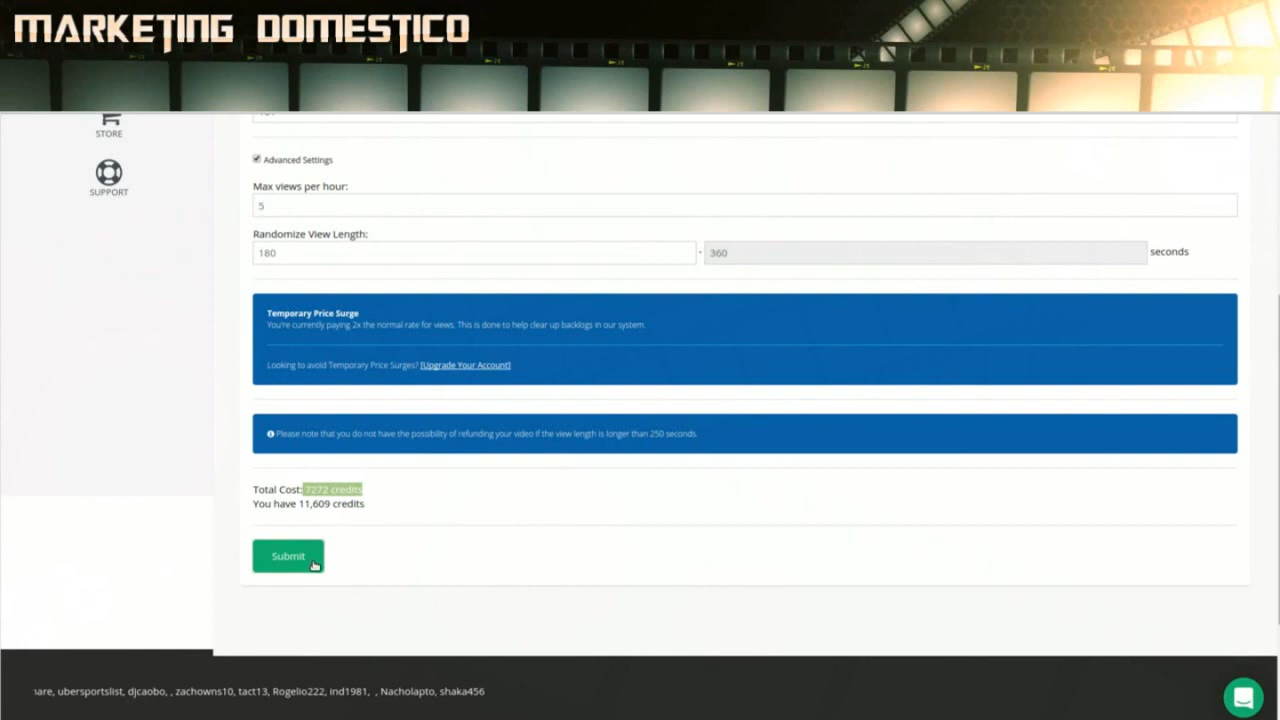 MARKETING DOMESTICO
STORE
SUPPORT
Advanced Settings
Max views per hour:
5
Randomize View Length:
180 - 360 seconds
Temporary Price Surge
You're currently paying 2x the normal rate for views. This is done to help clear up backlogs in our system.
Looking to avoid Temporary Price Surges? [Upgrade Your Account]
Please note that you do not have the possibility of refunding your video if the view length is longer than 250 seconds.
Total Cost: 7272 credits
You have 11,609 credits
Submit
ubersportslist, djcaobo, , zachowns10, tact13, Rogelio222, ind1981, , Nacholapto, shaka456